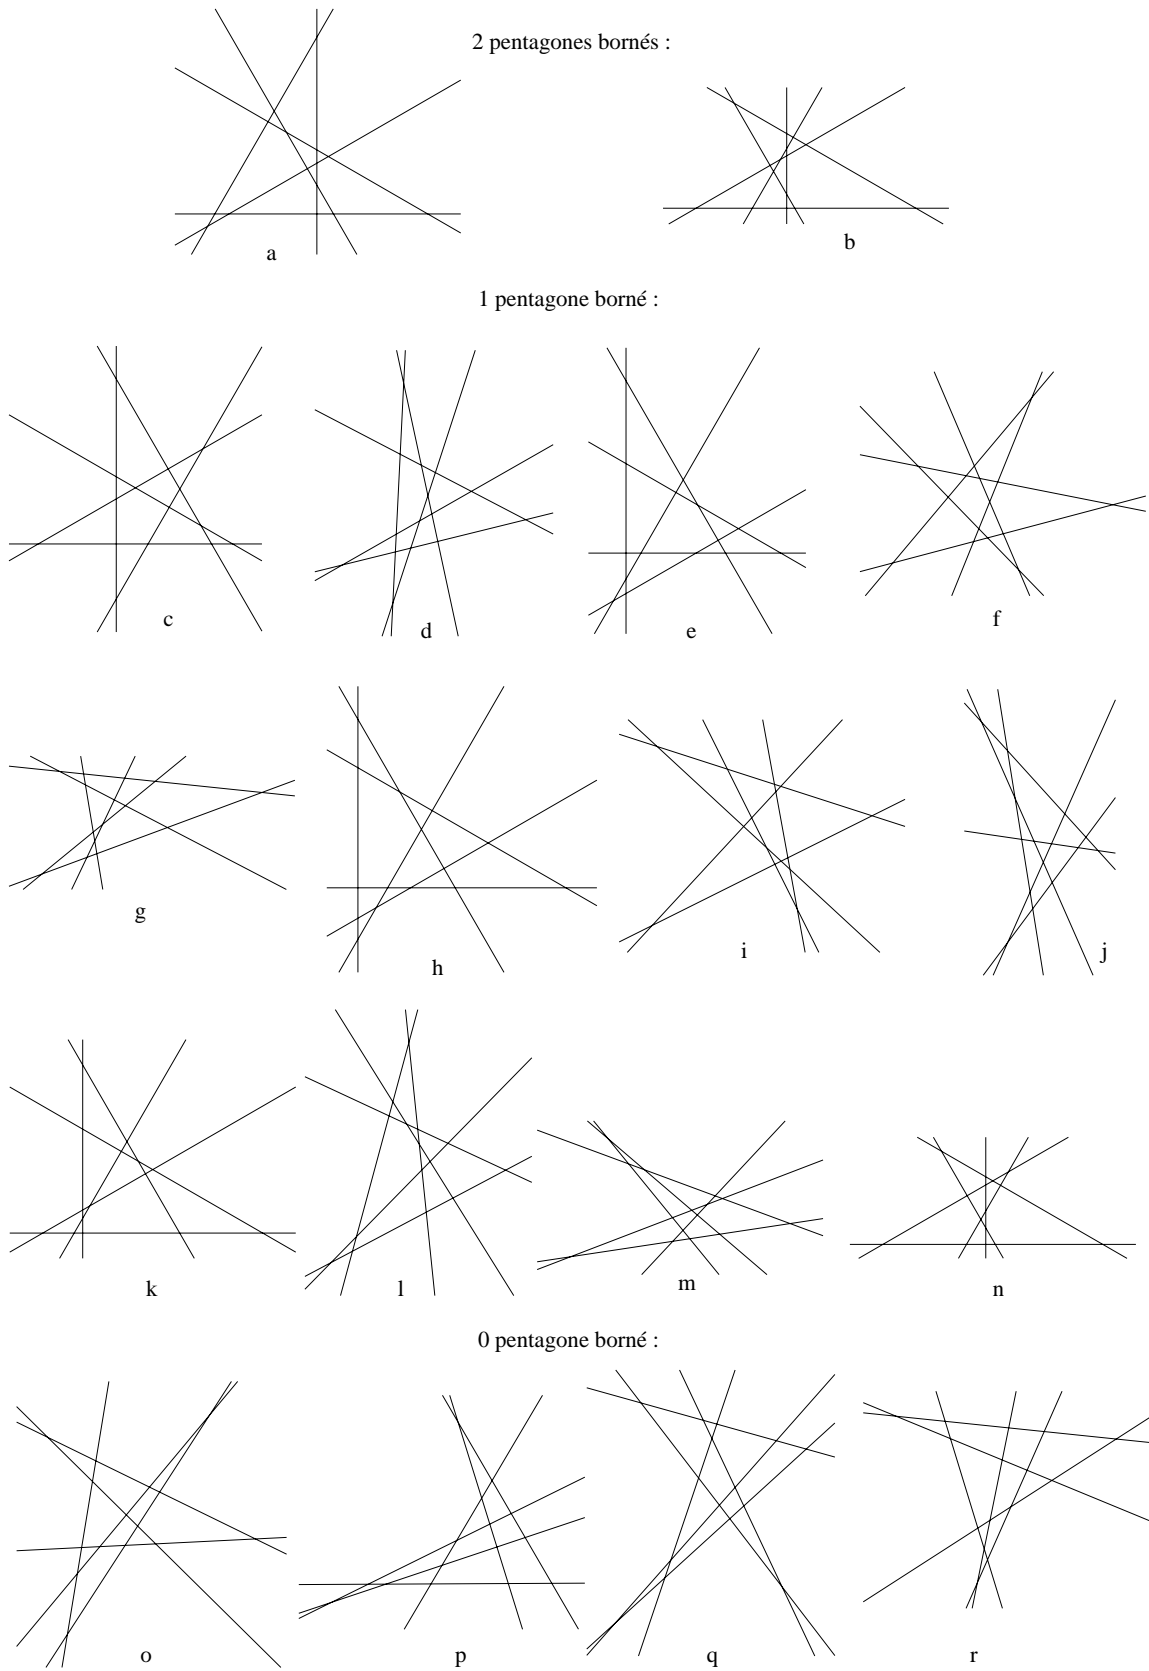 2 pentagones bornés :
a
b
1 pentagone borné :
c
d
e
f
g
h
i
j
k
l
m
n
0 pentagone borné :
o
p
q
r